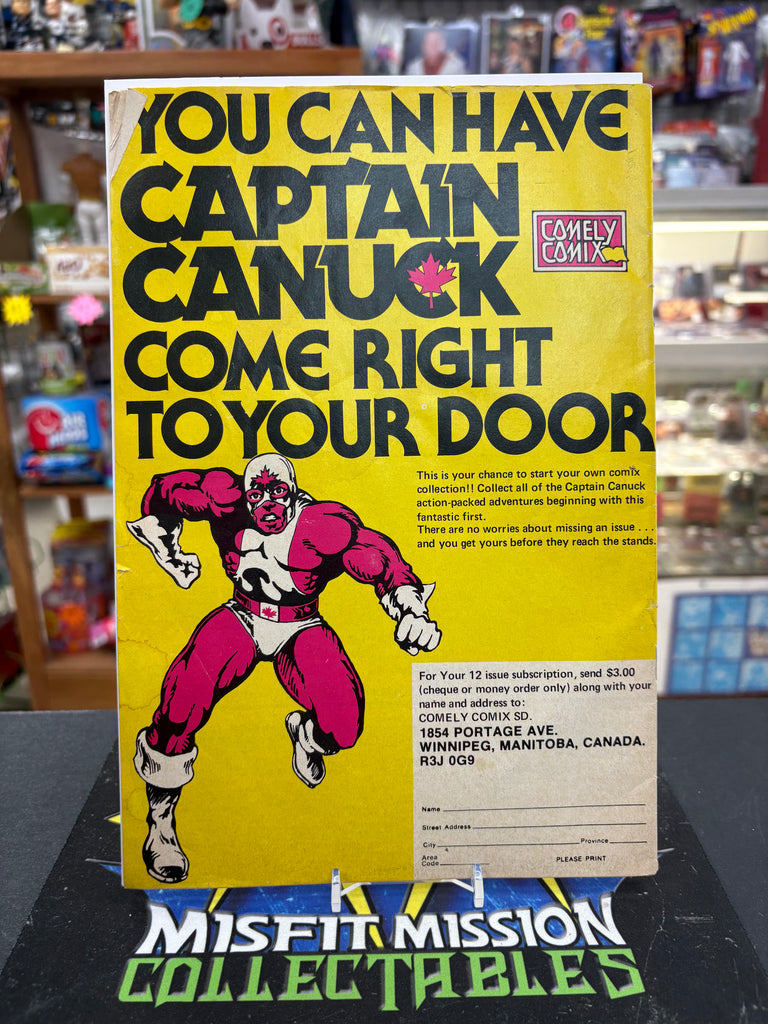 YOU CAN HAVE
CAPTAIN
CANUCK
COMELY
COMIX
COME RIGHT
TO YOUR DOOR
This is your chance to start your own comix
collection!! Collect all of the Captain Canuck
action-packed adventures beginning with this
fantastic first.
There are no worries about missing an issue . . .
and you get yours before they reach the stands.
For Your 12 issue subscription, send $3.00
(cheque or money order only) along with your
name and address to:
COMELY COMIX SD.
1854 PORTAGE AVE.
WINNIPEG, MANITOBA, CANADA.
R3J 0G9
Name
Street Address
City Province
Area
Code PLEASE PRINT
MISFIT MISSION
COLLECTABLES